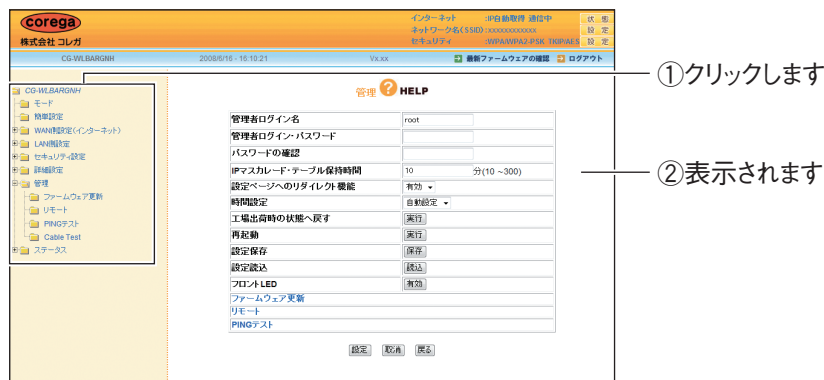 corega
株式会社 コレガ
インターネット :IP自動取得 通信中 状 態
ネットワーク名(SSID):xxxxxxxxxxxx 設 定
セキュリティ :WPA/WPA2-PSK TKIP/AES 設 定
CG-WLBARGNH 2008/6/16 - 16:10:21 Vx.xx 最新ファームウェアの確認 ログアウト
CG-WLBARGNH
モード
簡単設定
WAN側設定(インターネット)
LAN側設定
セキュリティ設定
詳細設定
管理
ファームウェア更新
リモート
PINGテスト
Cable Test
ステータス
管理 ? HELP
管理者ログイン名 root
管理者ログイン・パスワード
パスワードの確認
IPマスカレード・テーブル保持時間 10 分(10 ~300)
設定ページへのリダイレクト機能 有効
時間設定 自動設定
工場出荷時の状態へ戻す 実行
再起動 実行
設定保存 保存
設定読込 読込
フロントLED 有効
ファームウェア更新
リモート
PINGテスト
設定 取消 戻る
①クリックします
②表示されます